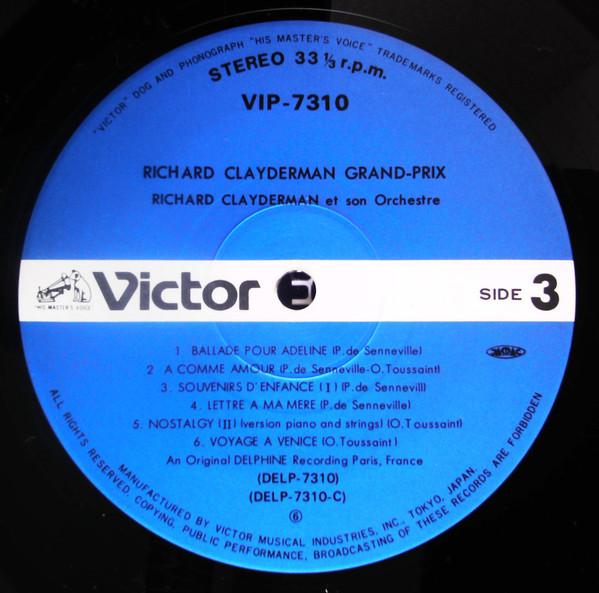 "VICTOR" DOG AND PHONOGRAPH "HIS MASTER'S VOICE" TRADEMARKS REGISTERED
STEREO 33 ⅓ r.p.m.
VIP-7310
RICHARD CLAYDERMAN GRAND-PRIX
RICHARD CLAYDERMAN et son Orchestre
"HIS MASTER'S VOICE"
Victor
SIDE 3
1 BALLADE POUR ADELINE (P. de Senneville)
2 A COMME AMOUR (P. de Senneville-O. Toussaint)
3. SOUVENIRS D'ENFANCE (I) (P. de Sennevill)
4. LETTRE A MA MERE (P. de Senneville)
5. NOSTALGY (II) (version piano and strings) (O. Toussaint)
6. VOYAGE A VENICE (O. Toussaint)
An Original DELPHINE Recording Paris, France
(DELP-7310)
(DELP-7310-C)
⑥
MANUFACTURED BY VICTOR MUSICAL INDUSTRIES, INC., TOKYO, JAPAN.
ALL RIGHTS RESERVED. COPYING, PUBLIC PERFORMANCE, BROADCASTING OF THESE RECORDS ARE FORBIDDEN